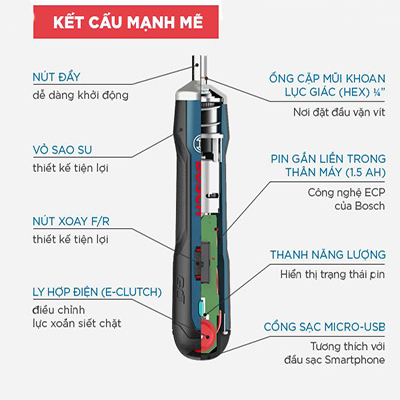 KẾT CẤU MẠNH MẼ
NÚT ĐẨY
dễ dàng khởi động
VỎ SAO SU
thiết kế tiện lợi
NÚT XOAY F/R
thiết kế tiện lợi
LY HỢP ĐIỆN (E-CLUTCH)
điều chỉnh
lực xoắn siết chặt
ỐNG CẶP MŨI KHOAN
LỤC GIÁC (HEX) ¼”
Nơi đặt đầu vặn vít
PIN GẮN LIỀN TRONG
THÂN MÁY (1.5 AH)
Công nghệ ECP
của Bosch
THANH NĂNG LƯỢNG
Hiển thị trạng thái pin
CỔNG SẠC MICRO-USB
Tương thích với
đầu sạc Smartphone